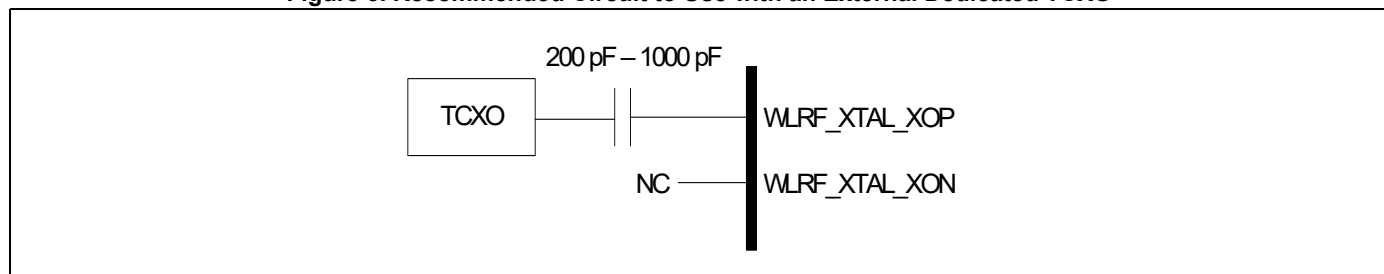 200 pF – 1000 pF
TCXO
WLRF_XTAL_XOP
NC
WLRF_XTAL_XON